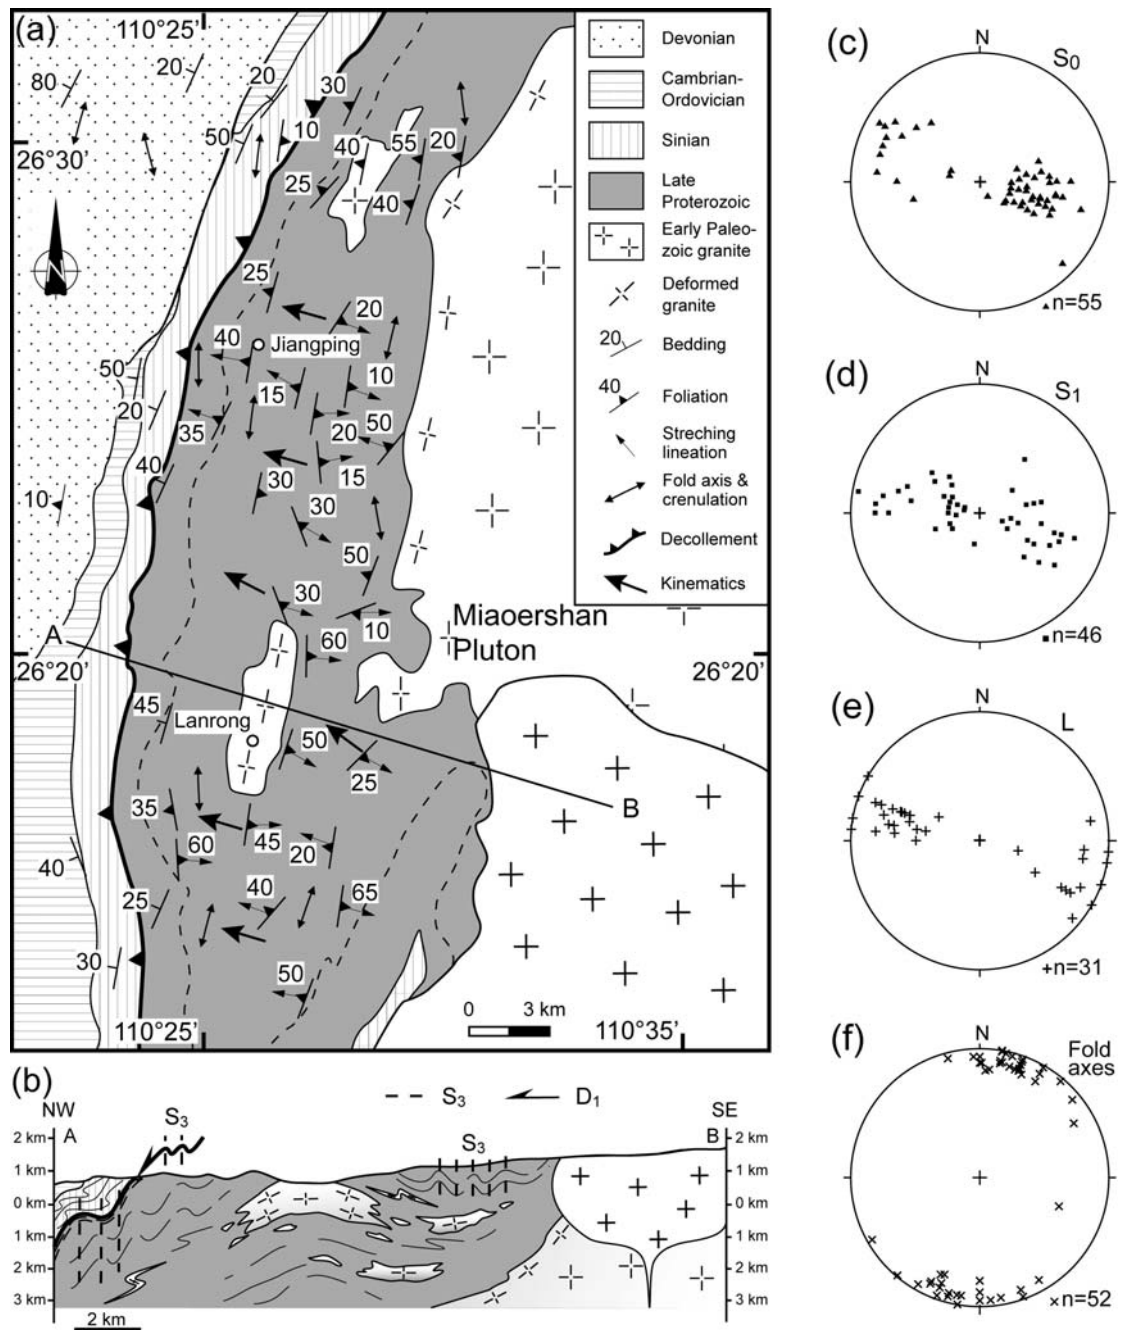 (a)
110°25'
26°30'
80
20
20
50
10
30
40
55
20
25
40
25
20
40
Jiangping
50
15
10
20
35
20
50
40
30
15
10
30
50
30
10
60
Miaoershan
Pluton
A
26°20'
26°20'
45
Lanrong
50
25
B
35
60
45
20
40
40
65
25
30
50
0 3 km
110°25'
110°35'
N
Devonian
Cambrian-
Ordovician
Sinian
Late
Proterozoic
Early Paleo-
zoic granite
Deformed
granite
20
Bedding
40
Foliation
Streching
lineation
Fold axis &
crenulation
Decollement
Kinematics
(b)
S3 D1
NW SE
A B
S3 S3
2 km 2 km
1 km 1 km
0 km 0 km
1 km 1 km
2 km 2 km
3 km 3 km
2 km
(c)
N
S0
n=55
(d)
N
S1
n=46
(e)
N
L
n=31
(f)
N
Fold
axes
n=52